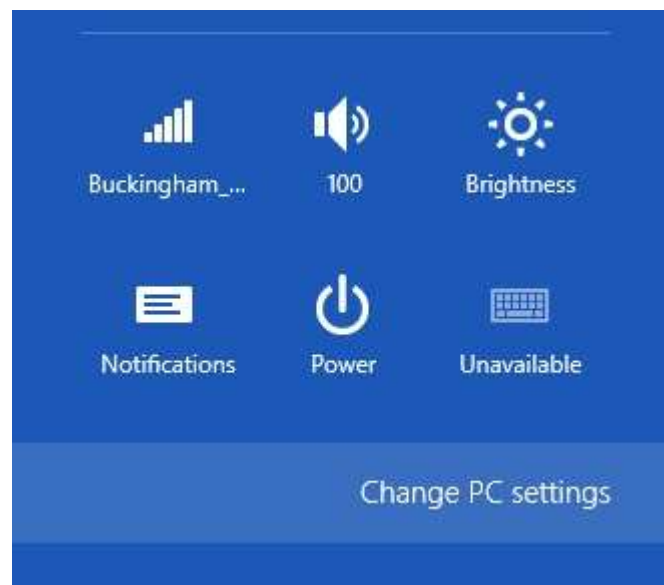 Buckingham_...
100
Brightness
Notifications
Power
Unavailable
Change PC settings